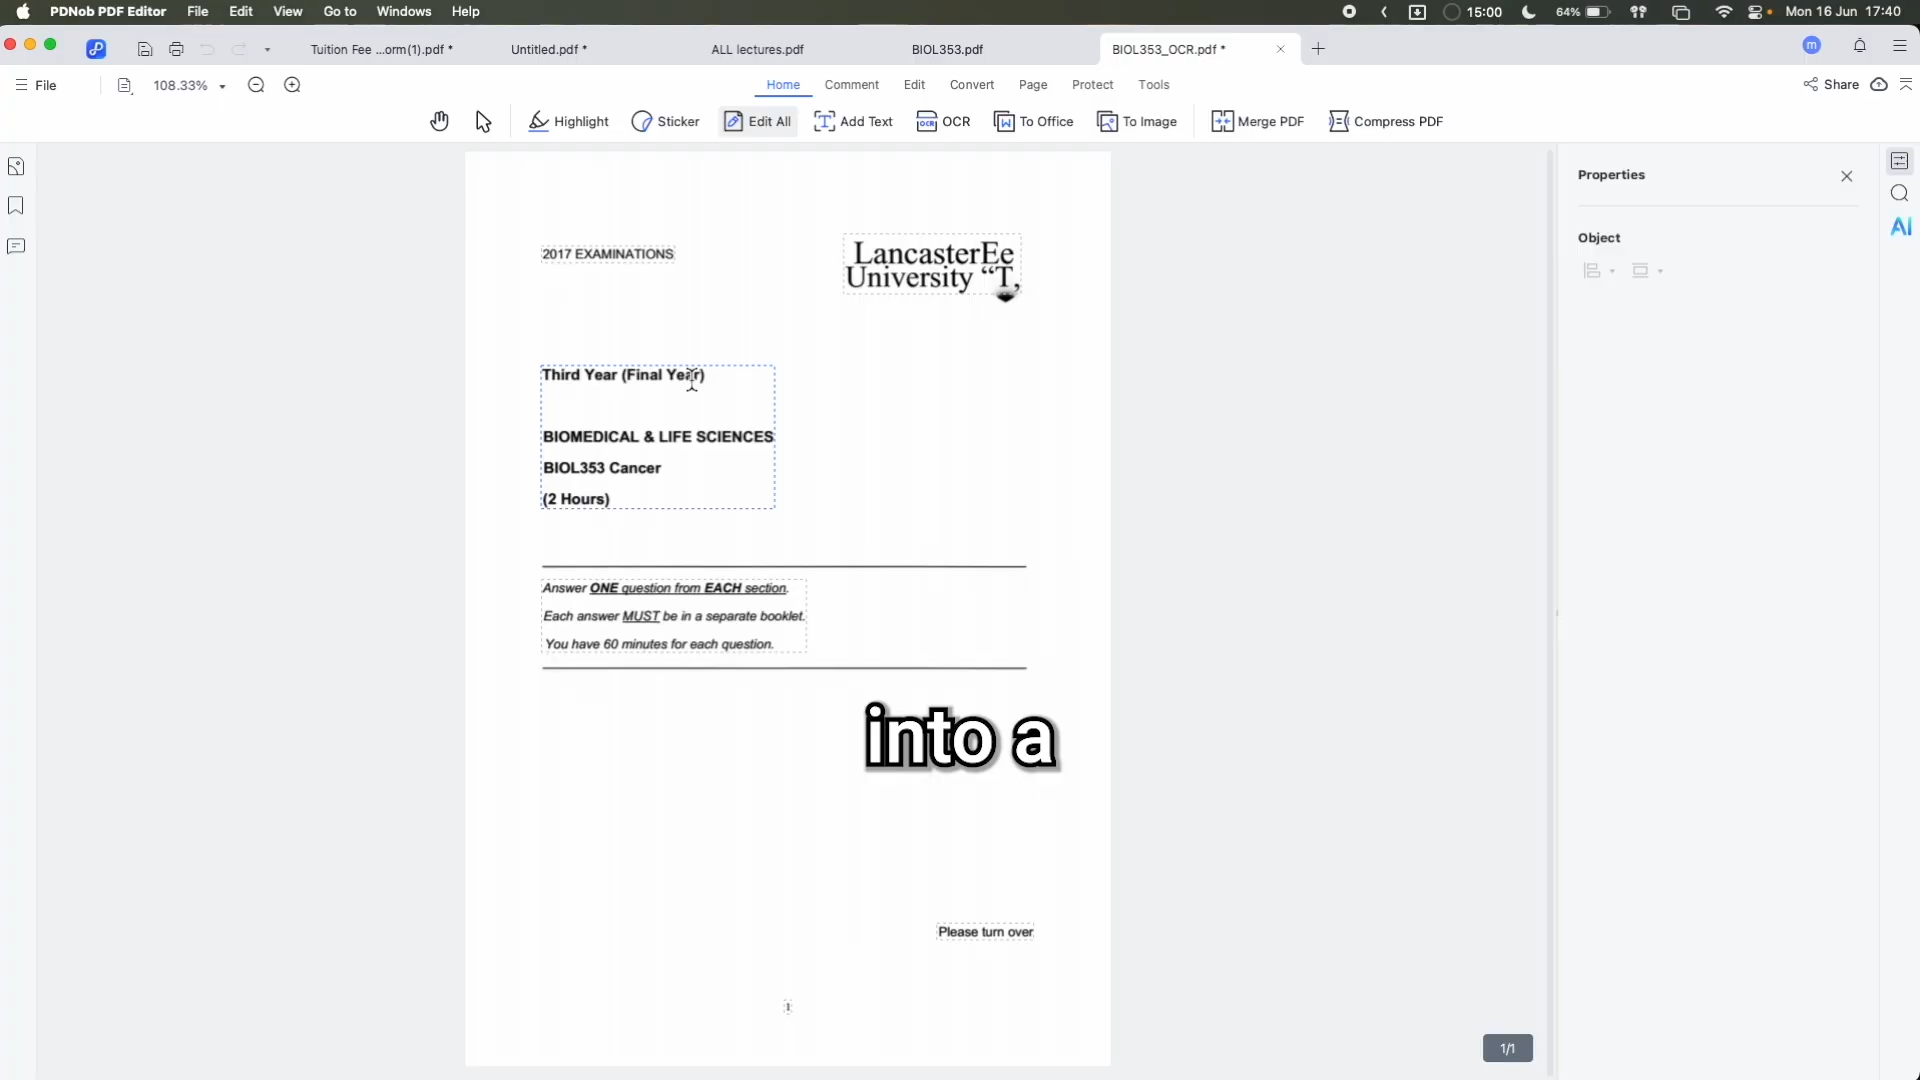 PDNob PDF Editor File Edit View Go to Windows Help 15:00 64% Mon 16 Jun 17:40
Tuition Fee ...orm(1).pdf * Untitled.pdf * ALL lectures.pdf BIOL353.pdf BIOL353_OCR.pdf *
m
File 108.33% Home Comment Edit Convert Page Protect Tools Share
Highlight Sticker Edit All Add Text OCR To Office To Image Merge PDF Compress PDF
Properties
Object
AI
2017 EXAMINATIONS
LancasterEe
University “T,
Third Year (Final Year)
BIOMEDICAL & LIFE SCIENCES
BIOL353 Cancer
(2 Hours)
Answer ONE question from EACH section.
Each answer MUST be in a separate booklet.
You have 60 minutes for each question.
into a
Please turn over
1
1/1